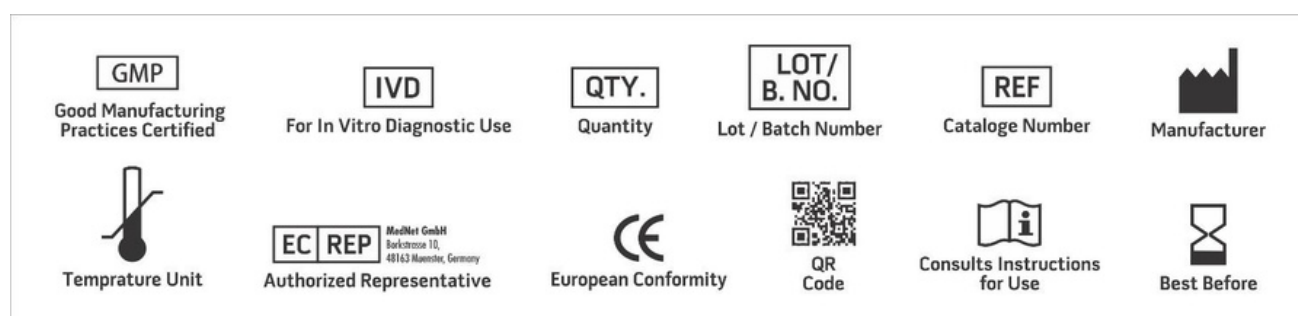 GMP
Good Manufacturing
Practices Certified
IVD
For In Vitro Diagnostic Use
QTY.
Quantity
LOT/
B. NO.
Lot / Batch Number
REF
Cataloge Number
Manufacturer
Temprature Unit
EC REP
MedNet GmbH
Borkstrasse 10,
48163 Muenster, Germany
Authorized Representative
CE
European Conformity
QR
Code
i
Consults Instructions
for Use
Best Before